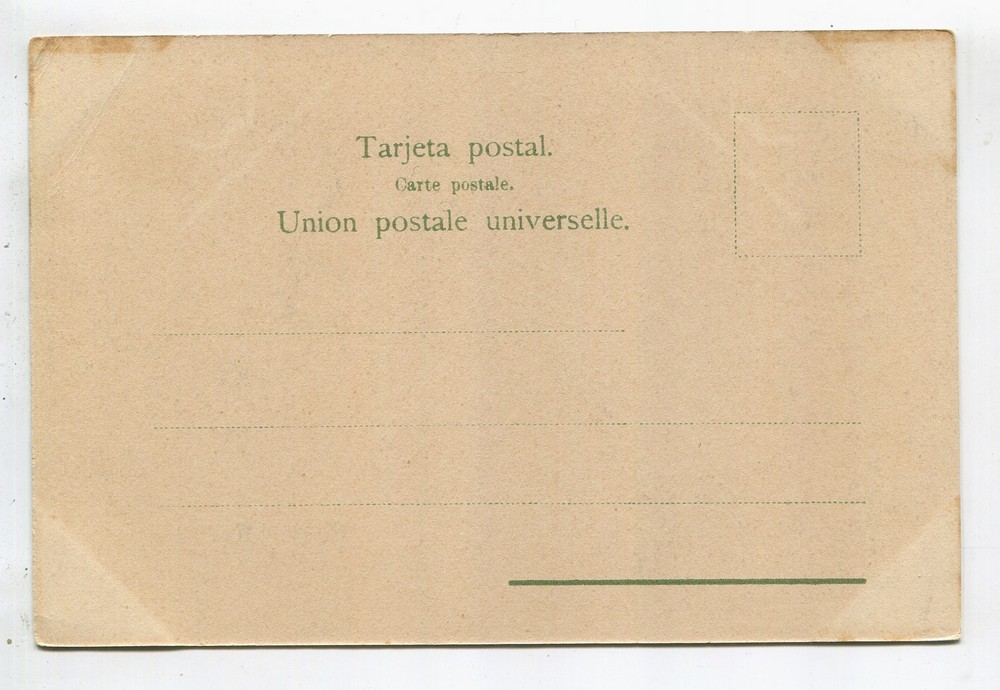 Tarjeta postal.
Carte postale.
Union postale universelle.